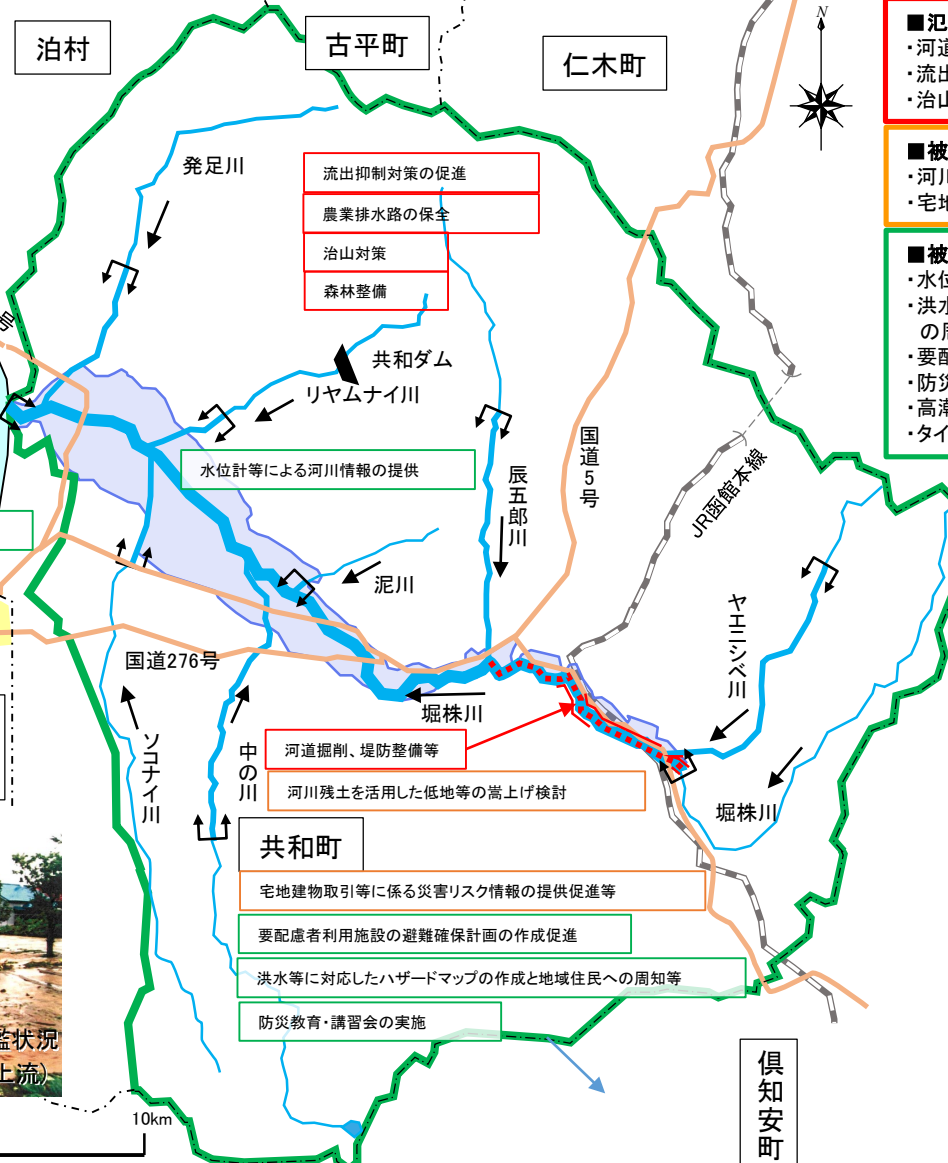 泊村
古平町
仁木町
N
■氾
・河道
・流出
・治山
■被
・河川
・宅地
■被
・水位
・洪水
の周
・要配
・防災
・高潮
・タイ
発足川
流出抑制対策の促進
農業排水路の保全
治山対策
森林整備
号
共和ダム
リヤムナイ川
水位計等による河川情報の提供
辰五郎川
国道5号
JR函館本線
泥川
ヤエニシベ川
国道276号
堀株川
ソコナイ川
中の川
河道掘削、堤防整備等
河川残土を活用した低地等の嵩上げ検討
堀株川
共和町
宅地建物取引等に係る災害リスク情報の提供促進等
要配慮者利用施設の避難確保計画の作成促進
洪水等に対応したハザードマップの作成と地域住民への周知等
防災教育・講習会の実施
状況
上流)
倶知安町
10km